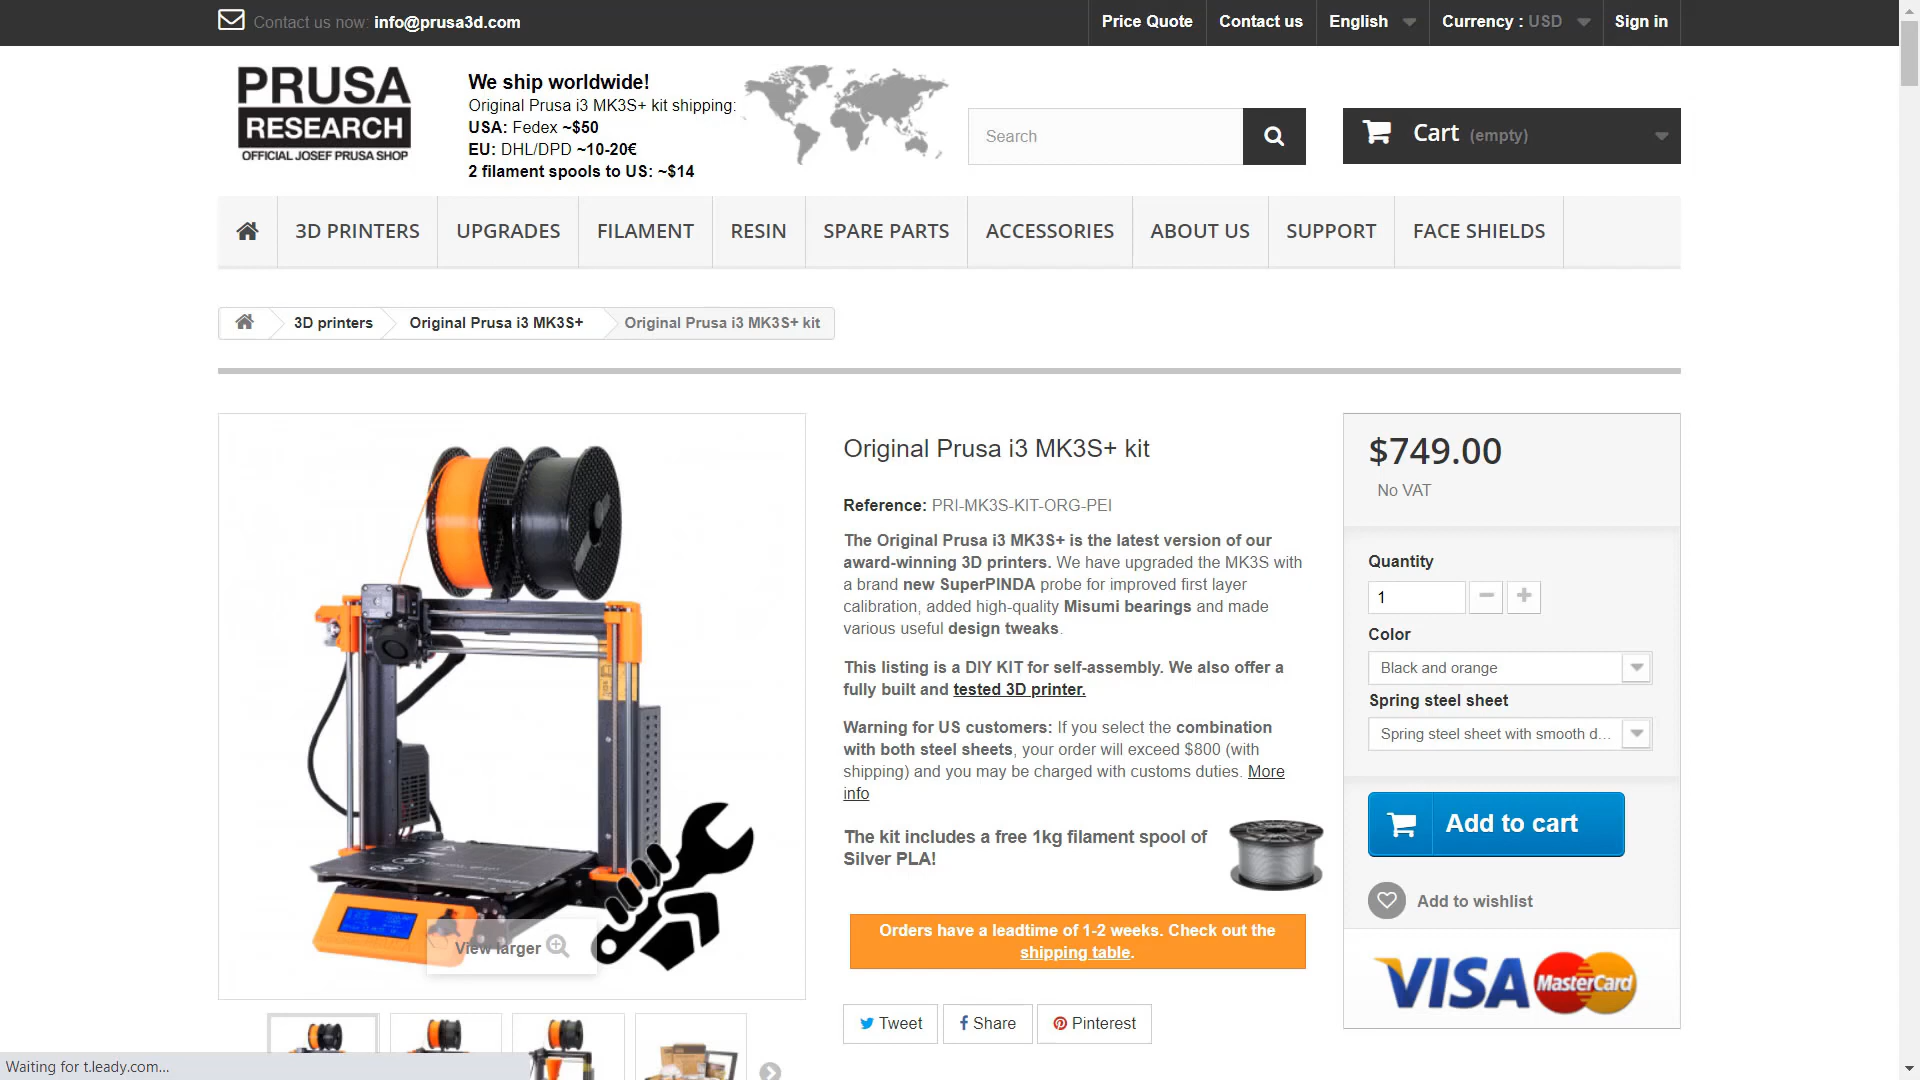 Contact us now: info@prusa3d.com
Price Quote
Contact us
English
Currency : USD
Sign in
PRUSA
RESEARCH
OFFICIAL JOSEF PRUSA SHOP
We ship worldwide!
Original Prusa i3 MK3S+ kit shipping:
USA: Fedex ~$50
EU: DHL/DPD ~10-20€
2 filament spools to US: ~$14
Search
Cart (empty)
3D PRINTERS
UPGRADES
FILAMENT
RESIN
SPARE PARTS
ACCESSORIES
ABOUT US
SUPPORT
FACE SHIELDS
3D printers
Original Prusa i3 MK3S+
Original Prusa i3 MK3S+ kit
View larger
Original Prusa i3 MK3S+ kit
Reference: PRI-MK3S-KIT-ORG-PEI
The Original Prusa i3 MK3S+ is the latest version of our
award-winning 3D printers. We have upgraded the MK3S with
a brand new SuperPINDA probe for improved first layer
calibration, added high-quality Misumi bearings and made
various useful design tweaks.
This listing is a DIY KIT for self-assembly. We also offer a
fully built and tested 3D printer.
Warning for US customers: If you select the combination
with both steel sheets, your order will exceed $800 (with
shipping) and you may be charged with customs duties. More
info
The kit includes a free 1kg filament spool of
Silver PLA!
Orders have a leadtime of 1-2 weeks. Check out the
shipping table.
Tweet
Share
Pinterest
$749.00
No VAT
Quantity
1
Color
Black and orange
Spring steel sheet
Spring steel sheet with smooth d...
Add to cart
Add to wishlist
VISA
MasterCard
Waiting for t.leady.com...